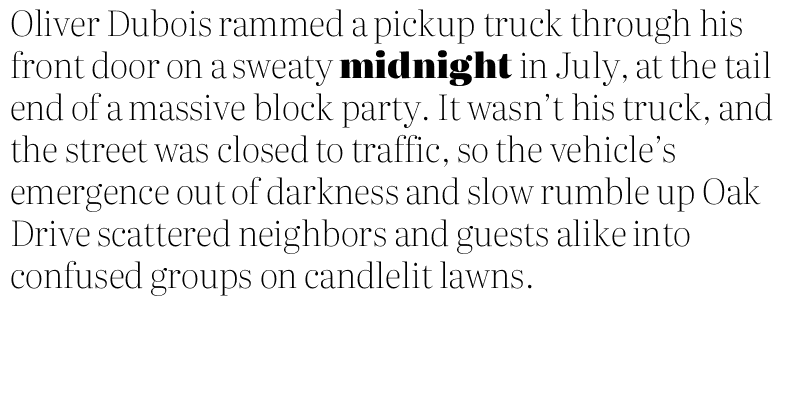 Oliver Dubois rammed a pickup truck through his
front door on a sweaty midnight in July, at the tail
end of a massive block party. It wasn’t his truck, and
the street was closed to traffic, so the vehicle’s
emergence out of darkness and slow rumble up Oak
Drive scattered neighbors and guests alike into
confused groups on candlelit lawns.